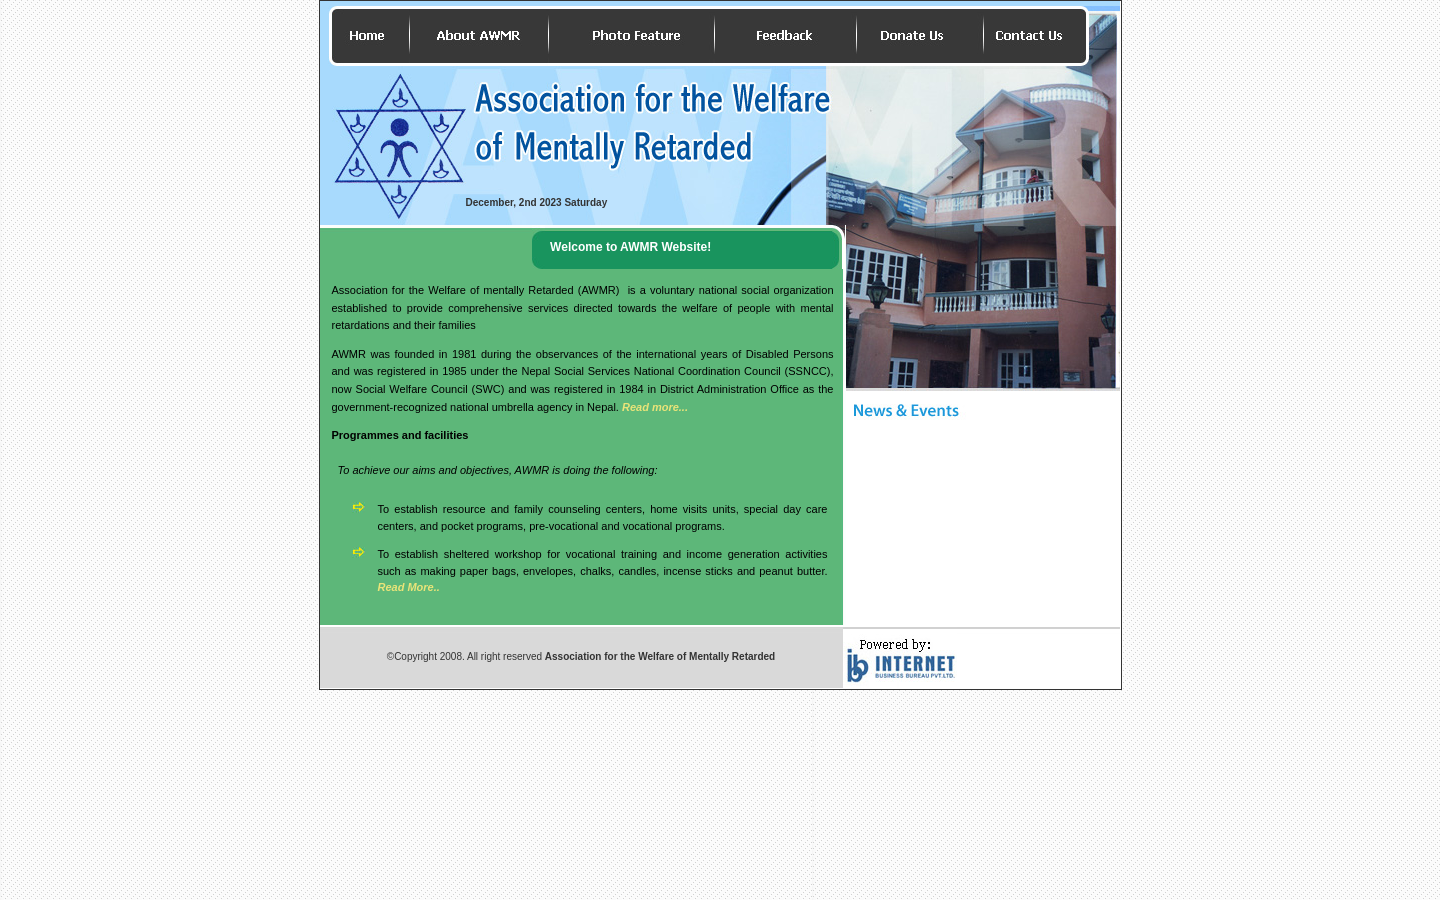 Home
About AWMR
Photo Feature
Feedback
Donate Us
Contact Us
Association for the Welfare
of Mentally Retarded
December, 2nd 2023 Saturday
Welcome to AWMR Website!
Association for the Welfare of mentally Retarded (AWMR)  is a voluntary national social organization
established to provide comprehensive services directed towards the welfare of people with mental
retardations and their families
AWMR was founded in 1981 during the observances of the international years of Disabled Persons
and was registered in 1985 under the Nepal Social Services National Coordination Council (SSNCC),
now Social Welfare Council (SWC) and was registered in 1984 in District Administration Office as the
government-recognized national umbrella agency in Nepal. Read more...
Programmes and facilities
To achieve our aims and objectives, AWMR is doing the following:
To establish resource and family counseling centers, home visits units, special day care
centers, and pocket programs, pre-vocational and vocational programs.
To establish sheltered workshop for vocational training and income generation activities
such as making paper bags, envelopes, chalks, candles, incense sticks and peanut butter.
Read More..
News & Events
©Copyright 2008. All right reserved Association for the Welfare of Mentally Retarded
Powered by:
INTERNET
BUSINESS BUREAU PVT.LTD.